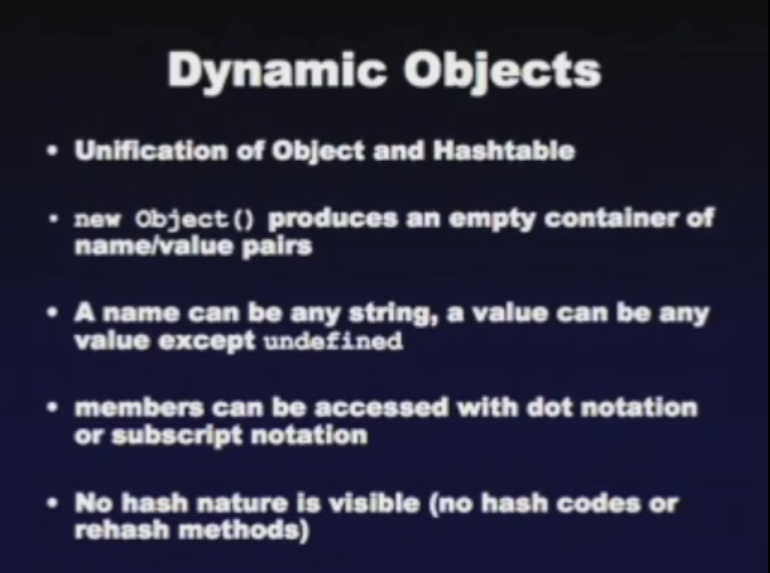 Dynamic Objects
• Unification of Object and Hashtable
• new Object() produces an empty container of
name/value pairs
• A name can be any string, a value can be any
value except undefined
• members can be accessed with dot notation
or subscript notation
• No hash nature is visible (no hash codes or
rehash methods)